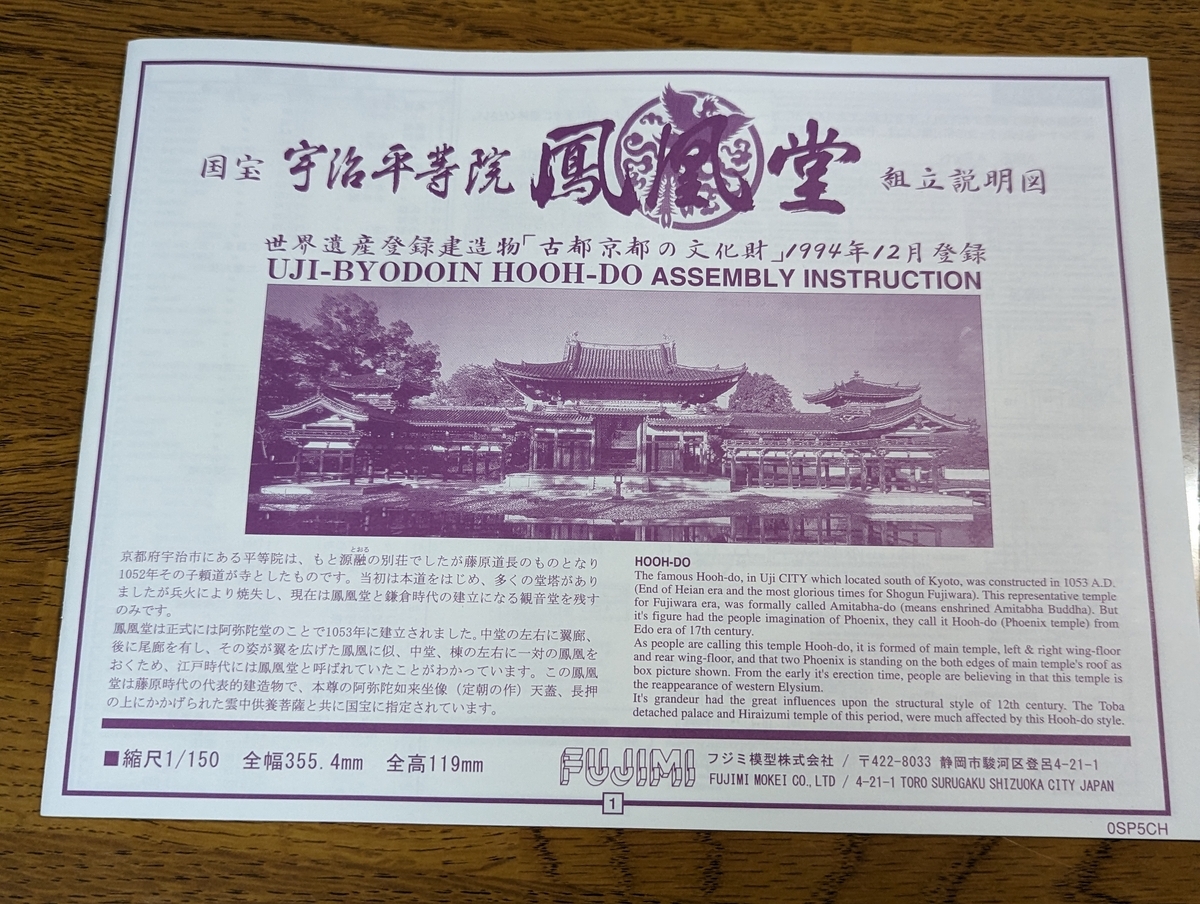 国宝 宇治平等院 鳳凰堂 組立説明図
世界遺産登録建造物「古都京都の文化財」1994年12月登録
UJI-BYODOIN HOOH-DO ASSEMBLY INSTRUCTION
とおる
京都府宇治市にある平等院は、もと源融の別荘でしたが藤原道長のものとなり
1052年その子頼道が寺としたものです。当初は本道をはじめ、多くの堂塔があり
ましたが兵火により焼失し、現在は鳳凰堂と鎌倉時代の建立になる観音堂を残す
のみです。
鳳凰堂は正式には阿弥陀堂のことで1053年に建立されました。中堂の左右に翼廊、
後に尾廊を有し、その姿が翼を広げた鳳凰に似、中堂、棟の左右に一対の鳳凰を
おくため、江戸時代には鳳凰堂と呼ばれていたことがわかっています。この鳳凰
堂は藤原時代の代表的建造物で、本尊の阿弥陀如来坐像（定朝の作）天蓋、長押
の上にかかげられた雲中供養菩薩と共に国宝に指定されています。
HOOH-DO
The famous Hooh-do, in Uji CITY which located south of Kyoto, was constructed in 1053 A.D.
(End of Heian era and the most glorious times for Shogun Fujiwara). This representative temple
for Fujiwara era, was formally called Amitabha-do (means enshrined Amitabha Buddha). But
it's figure had the people imagination of Phoenix, they call it Hooh-do (Phoenix temple) from
Edo era of 17th century.
As people are calling this temple Hooh-do, it is formed of main temple, left & right wing-floor
and rear wing-floor, and that two Phoenix is standing on the both edges of main temple's roof as
box picture shown. From the early it's erection time, people are believing in that this temple is
the reappearance of western Elysium.
It's grandeur had the great influences upon the structural style of 12th century. The Toba
detached palace and Hiraizumi temple of this period, were much affected by this Hooh-do style.
■縮尺1/150 全幅355.4mm 全高119mm
FUJIMI
フジミ模型株式会社 / 〒422-8033 静岡市駿河区登呂4-21-1
FUJIMI MOKEI CO., LTD / 4-21-1 TORO SURUGAKU SHIZUOKA CITY JAPAN
1
0SP5CH